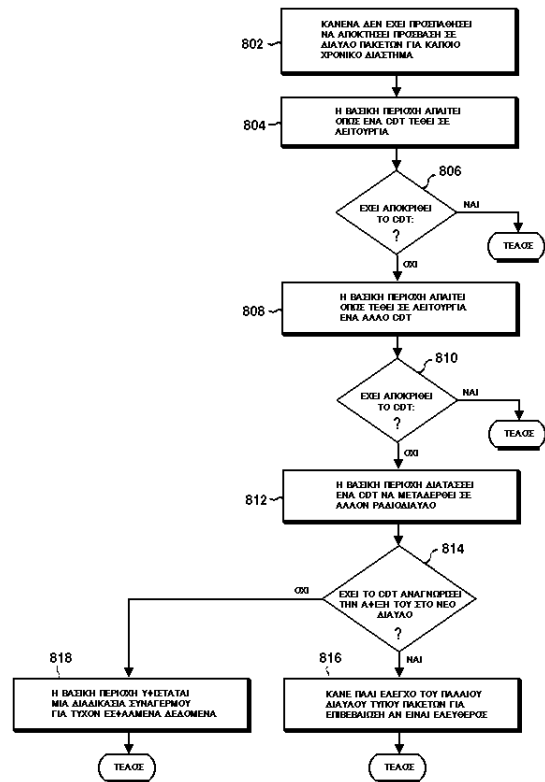 802
ΚΑΝΕΝΑ ΔΕΝ ΕΧΕΙ ΠΡΟΣΠΑΘΗΣΕΙ
ΝΑ ΑΠΟΚΤΗΣΕΙ ΠΡΟΣΒΑΣΗ ΣΕ
ΔΙΑΥΛΟ ΠΑΚΕΤΩΝ ΓΙΑ ΚΑΠΟΙΟ
ΧΡΟΝΙΚΟ ΔΙΑΣΤΗΜΑ
804
Η ΒΑΣΙΚΗ ΠΕΡΙΟΧΗ ΑΠΑΙΤΕΙ
ΟΠΩΣ ΕΝΑ CDT ΤΕΘΕΙ ΣΕ
ΛΕΙΤΟΥΡΓΙΑ
806
ΕΧΕΙ ΑΠΟΚΡΙΘΕΙ
ΤΟ CDT:
?
ΝΑΙ
ΤΕΛΟΣ
ΟΧΙ
808
Η ΒΑΣΙΚΗ ΠΕΡΙΟΧΗ ΑΠΑΙΤΕΙ
ΟΠΩΣ ΤΕΘΕΙ ΣΕ ΛΕΙΤΟΥΡΓΙΑ
ΕΝΑ ΑΛΛΟ CDT
810
ΕΧΕΙ ΑΠΟΚΡΙΘΕΙ
ΤΟ CDT:
?
ΝΑΙ
ΤΕΛΟΣ
ΟΧΙ
812
Η ΒΑΣΙΚΗ ΠΕΡΙΟΧΗ ΔΙΑΤΑΣΣΕΙ
ΕΝΑ CDT ΝΑ ΜΕΤΑΔΕΡΘΕΙ ΣΕ
ΑΛΛΟΝ ΡΑΔΙΟΔΙΑΥΛΟ
814
ΕΧΕΙ ΤΟ CDT ΑΝΑΓΝΩΡΙΣΕΙ
ΤΗΝ ΑΦΙΞΗ ΤΟΥ ΣΤΟ ΝΕΟ
ΔΙΑΥΛΟ
?
ΟΧΙ
ΝΑΙ
818
Η ΒΑΣΙΚΗ ΠΕΡΙΟΧΗ ΥΦΙΣΤΑΤΑΙ
ΜΙΑ ΔΙΑΔΙΚΑΣΙΑ ΣΥΝΑΓΕΡΜΟΥ
ΓΙΑ ΤΥΧΟΝ ΕΣΦΑΛΜΕΝΑ ΔΕΔΟΜΕΝΑ
ΤΕΛΟΣ
816
ΚΑΝΕ ΠΑΛΙ ΕΛΕΓΧΟ ΤΟΥ ΠΑΛΑΙΟΥ
ΔΙΑΥΛΟΥ ΤΥΠΟΥ ΠΑΚΕΤΩΝ ΓΙΑ
ΕΠΙΒΕΒΑΙΩΣΗ ΑΝ ΕΙΝΑΙ ΕΛΕΥΘΕΡΟΣ
ΤΕΛΟΣ